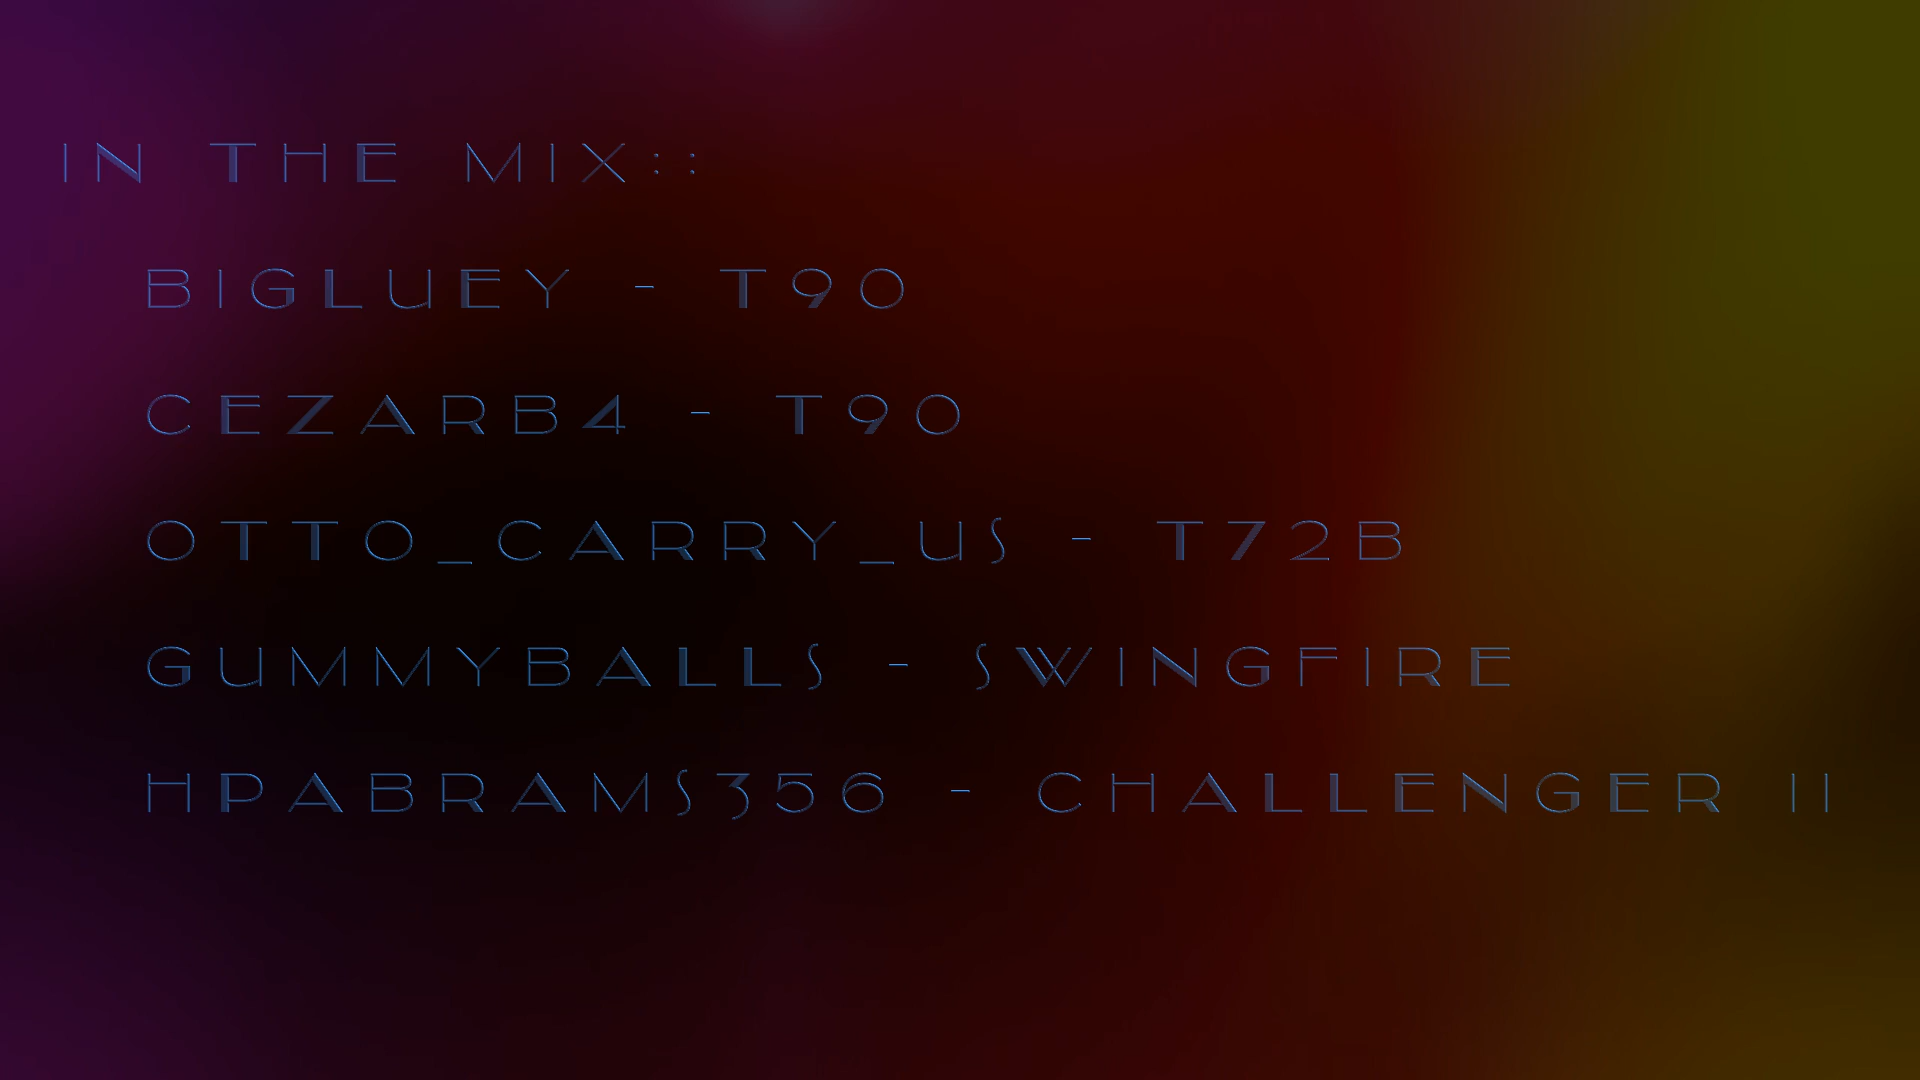 IN THE MIX::
BIGLUEY - T90
CEZARB4 - T90
OTTO_CARRY_US - T72B
GUMMYBALLS - SWINGFIRE
HPABRAMS356 - CHALLENGER II